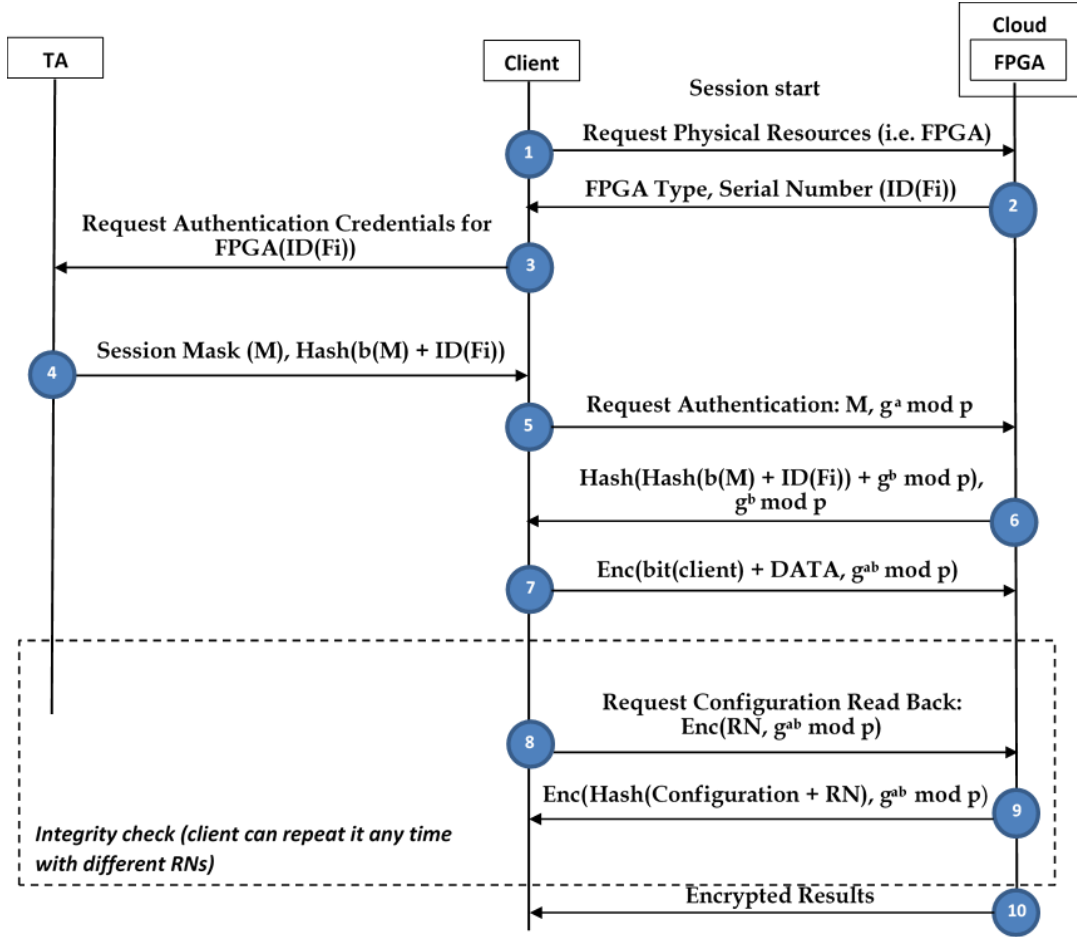 Cloud
TA
Client
FPGA
Session start
Request Physical Resources (i.e. FPGA)
1
FPGA Type, Serial Number (ID(Fi))
2
Request Authentication Credentials for
FPGA(ID(Fi))
3
Session Mask (M), Hash(b(M) + ID(Fi))
4
Request Authentication: M, gᵃ mod p
5
Hash(Hash(b(M) + ID(Fi)) + gᵇ mod p),
gᵇ mod p
6
Enc(bit(client) + DATA, gᵃᵇ mod p)
7
Request Configuration Read Back:
Enc(RN, gᵃᵇ mod p)
8
Enc(Hash(Configuration + RN), gᵃᵇ mod p)
9
Integrity check (client can repeat it any time
with different RNs)
Encrypted Results
10